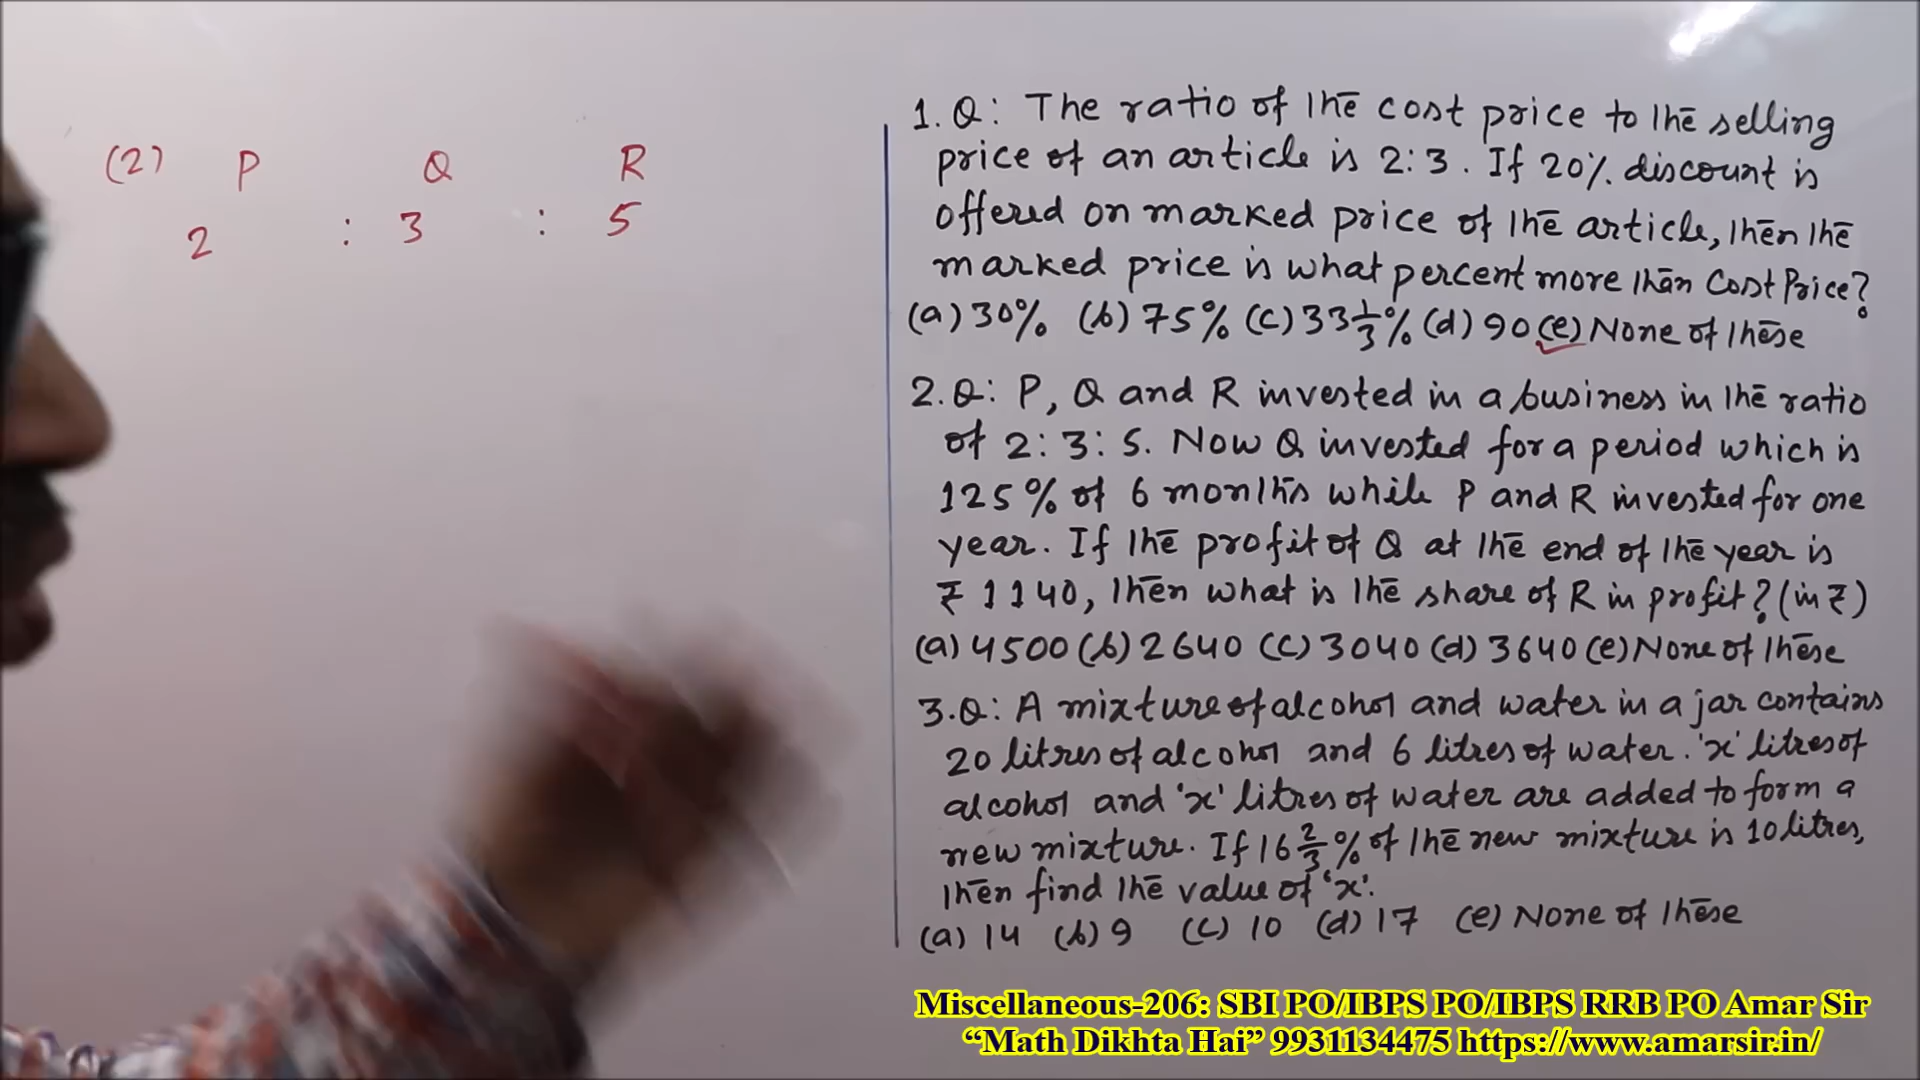 (2) P Q R
2 : 3 : 5
1. Q: The ratio of the cost price to the selling
price of an article is 2:3. If 20% discount is
offered on marked price of the article, then the
marked price is what percent more than Cost Price?
(a) 30% (b) 75% (c) 33 1/3 % (d) 90 (e) None of these
2. Q: P, Q and R invested in a business in the ratio
of 2:3:5. Now Q invested for a period which is
125% of 6 months while P and R invested for one
year. If the profit of Q at the end of the year is
₹ 1140, then what is the share of R in profit? (in ₹)
(a) 4500 (b) 2640 (c) 3040 (d) 3640 (e) None of these
3. Q: A mixture of alcohol and water in a jar contains
20 litres of alcohol and 6 litres of water. 'x' litres of
alcohol and 'x' litres of water are added to form a
new mixture. If 16 2/3 % of the new mixture is 10 litres,
then find the value of 'x'.
(a) 14 (b) 9 (c) 10 (d) 17 (e) None of these
Miscellaneous-206: SBI PO/IBPS PO/IBPS RRB PO Amar Sir
“Math Dikhta Hai” 9931134475 https://www.amarsir.in/